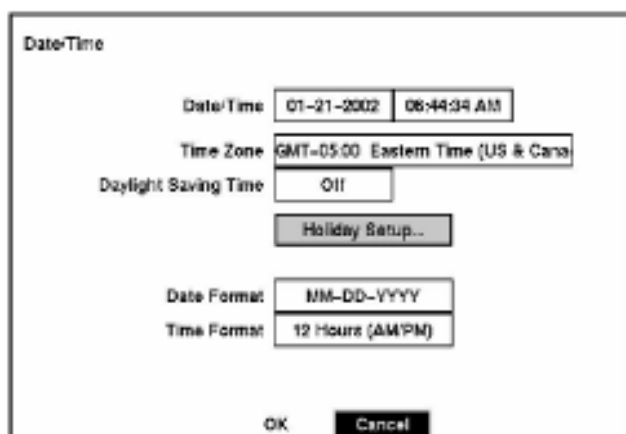 Date/Time
Date/Time 01-21-2002 06:44:34 AM
Time Zone GMT-05:00 Eastern Time (US & Cana
Daylight Saving Time Off
Holiday Setup...
Date Format MM-DD-YYYY
Time Format 12 Hours (AM/PM)
OK Cancel